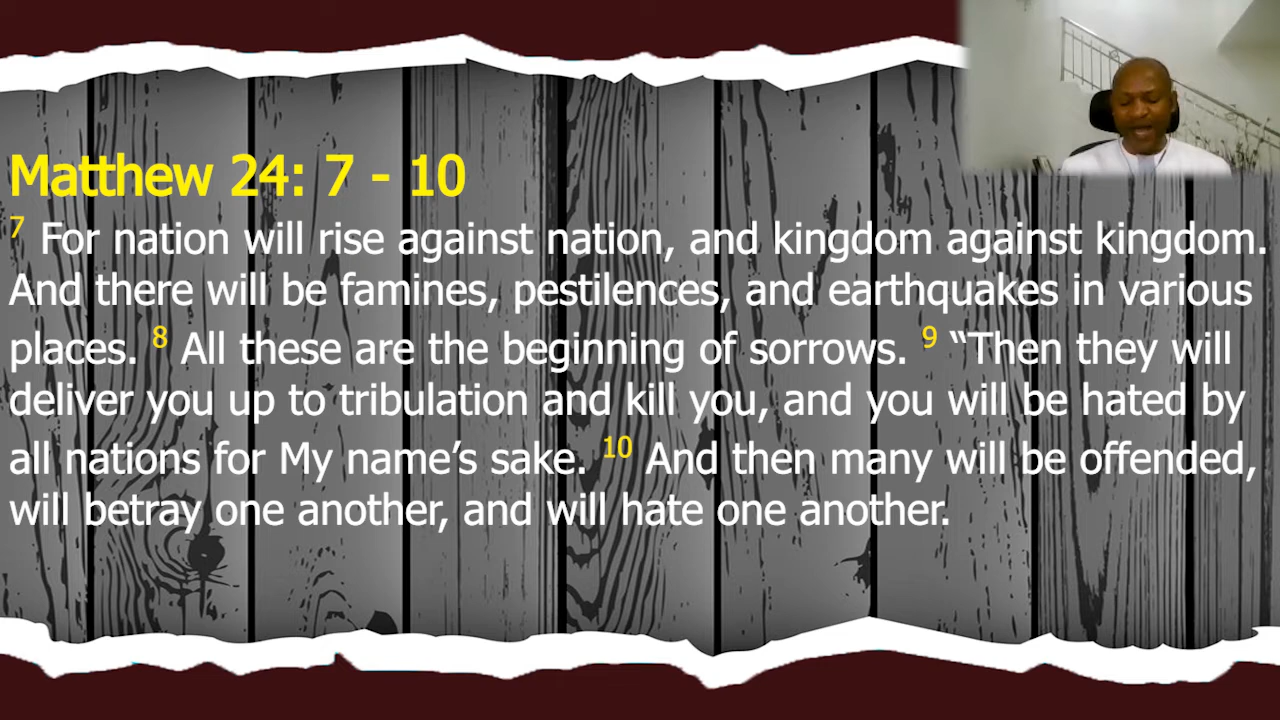 Matthew 24: 7 - 10
7 For nation will rise against nation, and kingdom against kingdom.
And there will be famines, pestilences, and earthquakes in various
places. 8 All these are the beginning of sorrows. 9 “Then they will
deliver you up to tribulation and kill you, and you will be hated by
all nations for My name’s sake. 10 And then many will be offended,
will betray one another, and will hate one another.